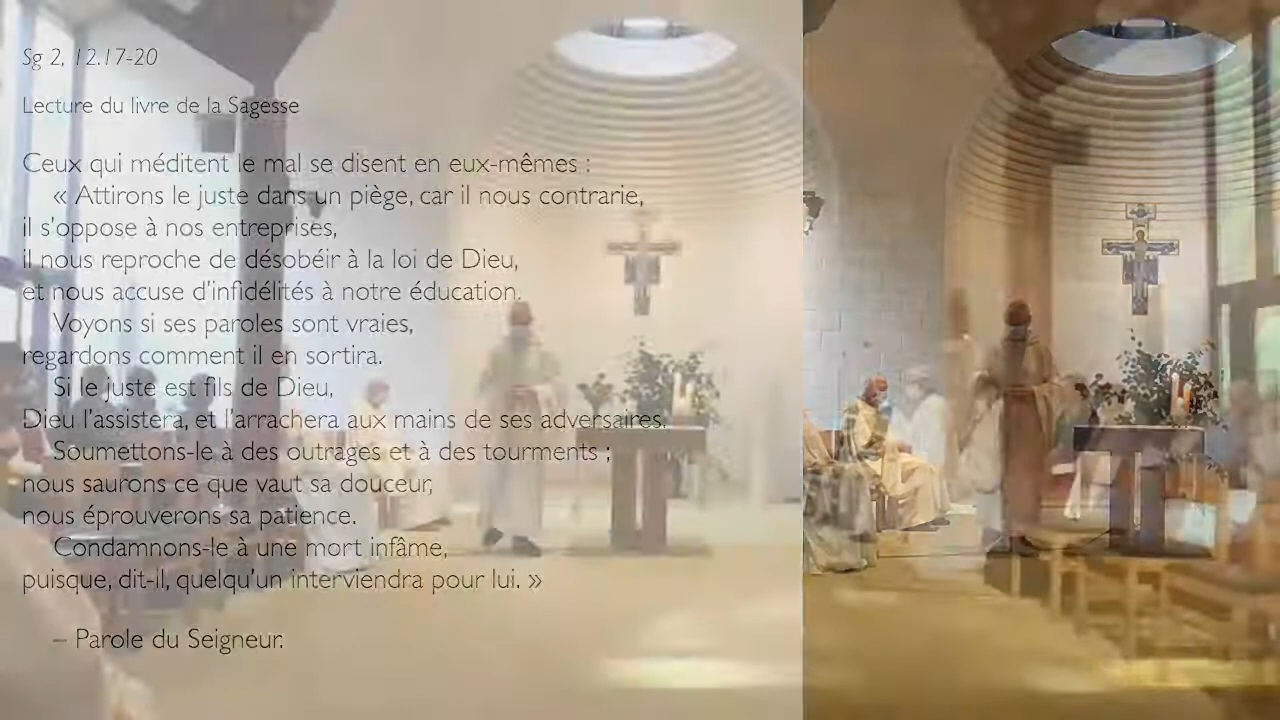 Sg 2, 12.17-20
Lecture du livre de la Sagesse
Ceux qui méditent le mal se disent en eux-mêmes :
« Attirons le juste dans un piège, car il nous contrarie,
il s’oppose à nos entreprises,
il nous reproche de désobéir à la loi de Dieu,
et nous accuse d’infidélités à notre éducation.
Voyons si ses paroles sont vraies,
regardons comment il en sortira.
Si le juste est fils de Dieu,
Dieu l’assistera, et l’arrachera aux mains de ses adversaires.
Soumettons-le à des outrages et à des tourments ;
nous saurons ce que vaut sa douceur,
nous éprouverons sa patience.
Condamnons-le à une mort infâme,
puisque, dit-il, quelqu’un interviendra pour lui. »
– Parole du Seigneur.